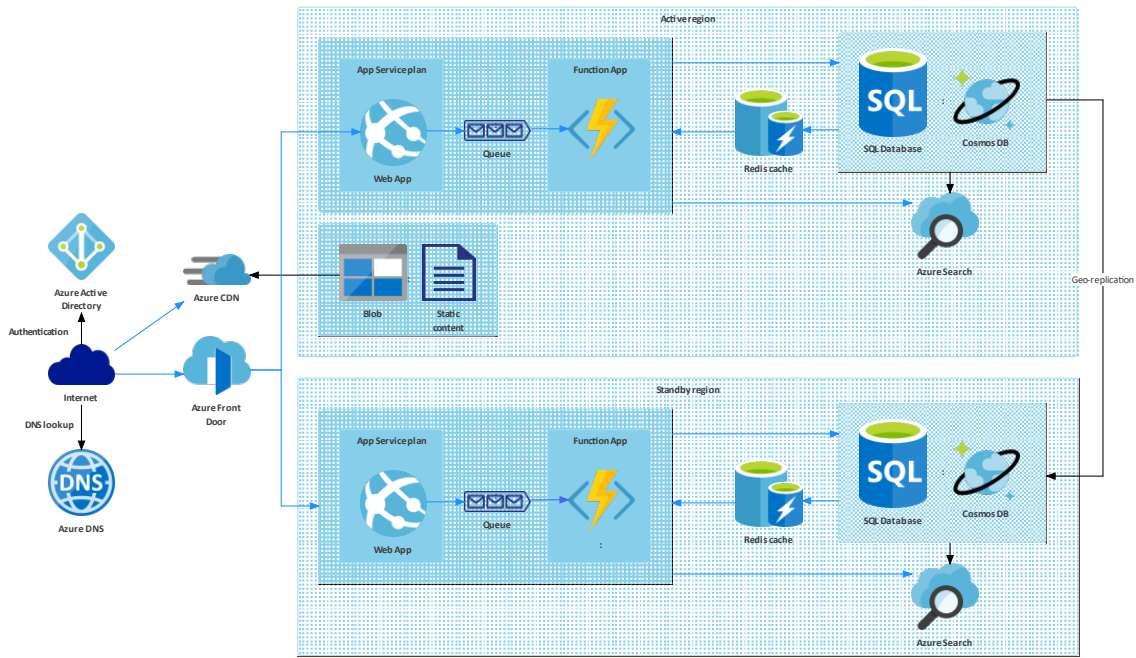 Active region
App Service plan
Function App
SQL
Queue
Web App
SQL Database
Cosmos DB
Redis cache
Azure Search
Azure Active
Directory
Azure CDN
Blob
Static
content
Geo-replication
Authentication
Internet
Azure Front
Door
DNS lookup
DNS
Azure DNS
Standby region
App Service plan
Function App
SQL
Queue
Web App
:
SQL Database
Cosmos DB
Redis cache
Azure Search